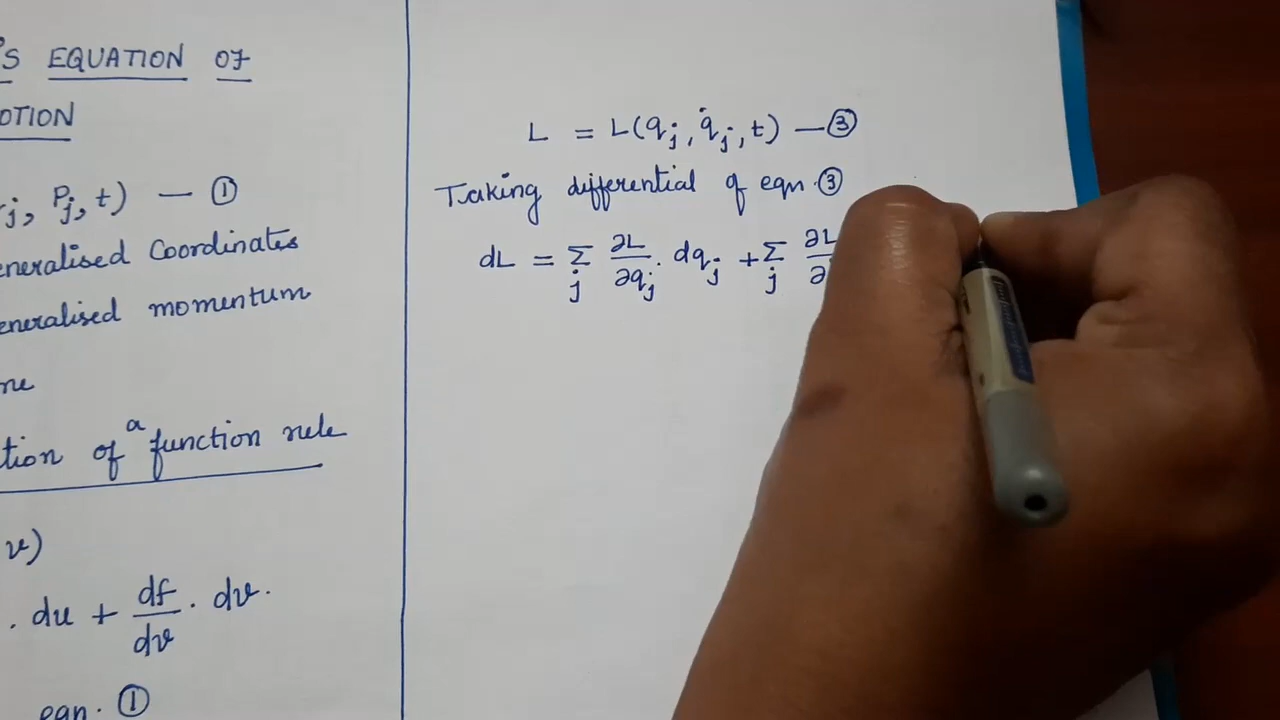 'S EQUATION OF
OTION
j, Pj, t) — ①
eneralised Coordinates
eneralised momentum
me
tion of a function rule
v)
. du + df/dv . dv.
eqn. ①
L = L(qj, q̇j, t) — ③
Taking differential of eqn. ③
dL = Σj ∂L/∂qj . dqj + Σj ∂L/∂